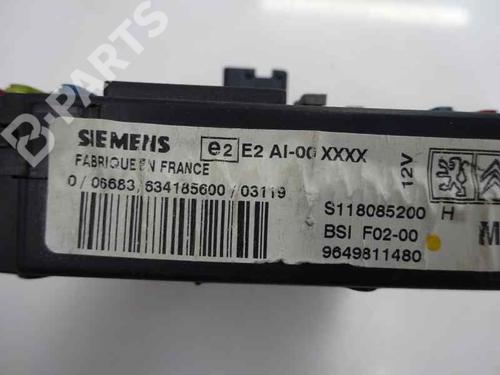 B-PARTS
SIEMENS e2 E2 AI-00 XXXX
FABRIQUE EN FRANCE
0 / 06683, 634185600 / 03119
12V
S118085200 H
BSI F02-00
9649811480
M